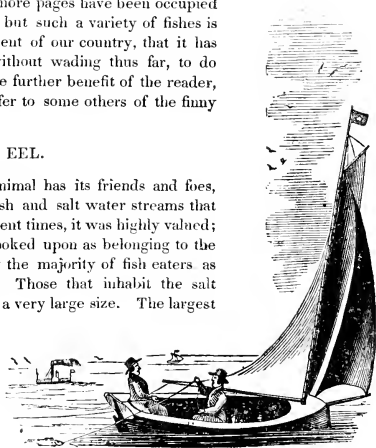 more pages have been occupied
but such a variety of fishes is
ent of our country, that it has
ithout wading thus far, to do
e further benefit of the reader,
fer to some others of the finny
EEL.
nimal has its friends and foes,
sh and salt water streams that
ent times, it was highly valued;
ooked upon as belonging to the
the majority of fish eaters as
Those that inhabit the salt
a very large size. The largest